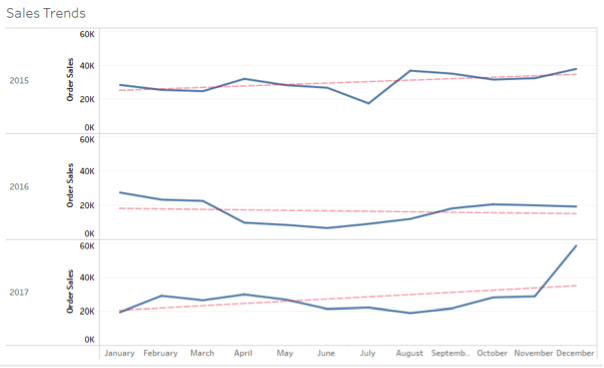 Sales Trends
2015
Order Sales
60K
40K
20K
0K
2016
Order Sales
60K
40K
20K
0K
2017
Order Sales
60K
40K
20K
0K
January February March April May June July August Septemb.. October November December